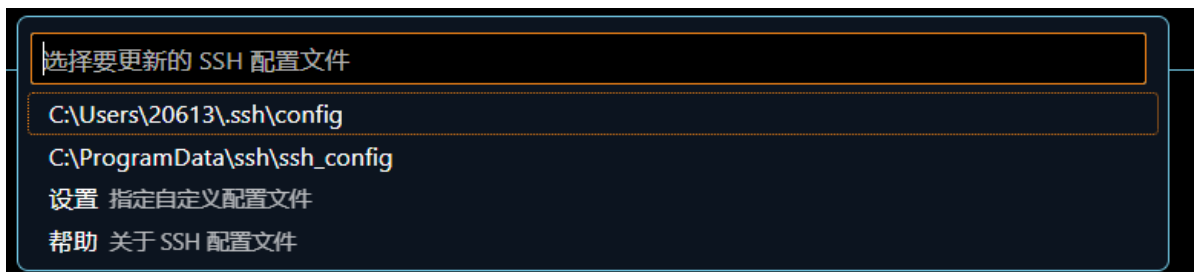 选择要更新的 SSH 配置文件
C:\Users\20613\.ssh\config
C:\ProgramData\ssh\ssh_config
设置 指定自定义配置文件
帮助 关于 SSH 配置文件